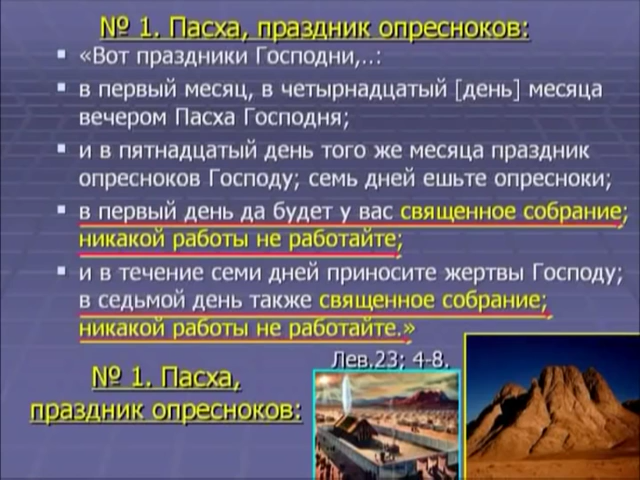 № 1. Пасха, праздник опресноков:
«Вот праздники Господни,..:
в первый месяц, в четырнадцатый [день] месяца
вечером Пасха Господня;
и в пятнадцатый день того же месяца праздник
опресноков Господу; семь дней ешьте опресноки;
в первый день да будет у вас священное собрание;
никакой работы не работайте;
и в течение семи дней приносите жертвы Господу;
в седьмой день также священное собрание;
никакой работы не работайте.»
Лев.23; 4-8.
№ 1. Пасха,
праздник опресноков: